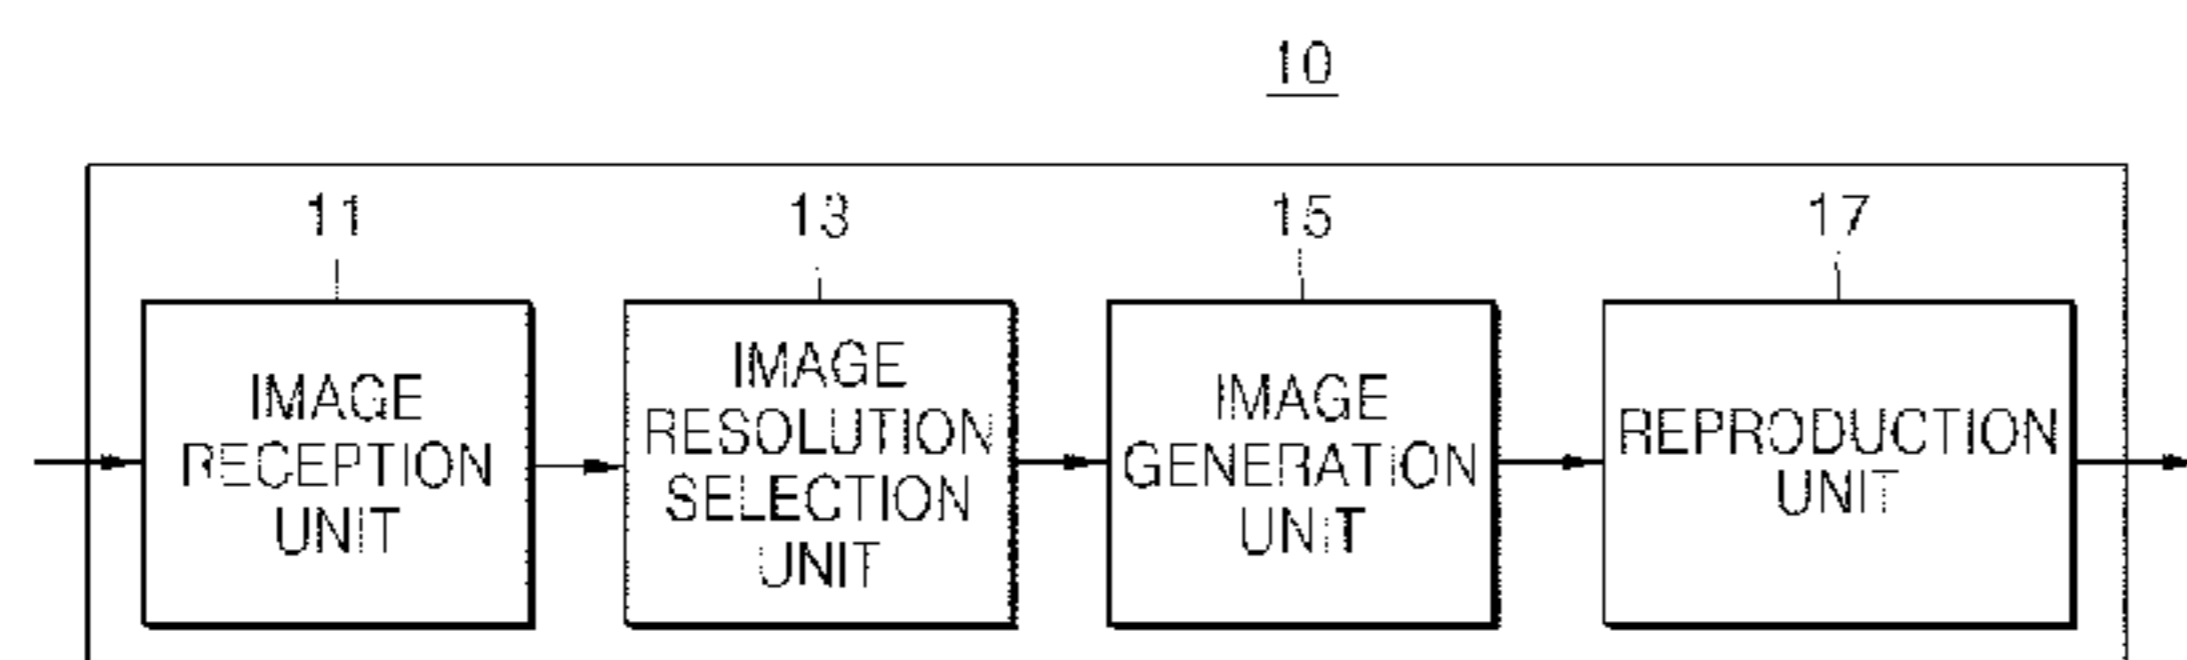 10
11
13
15
17
IMAGE
RECEPTION
UNIT
IMAGE
RESOLUTION
SELECTION
UNIT
IMAGE
GENERATION
UNIT
REPRODUCTION
UNIT